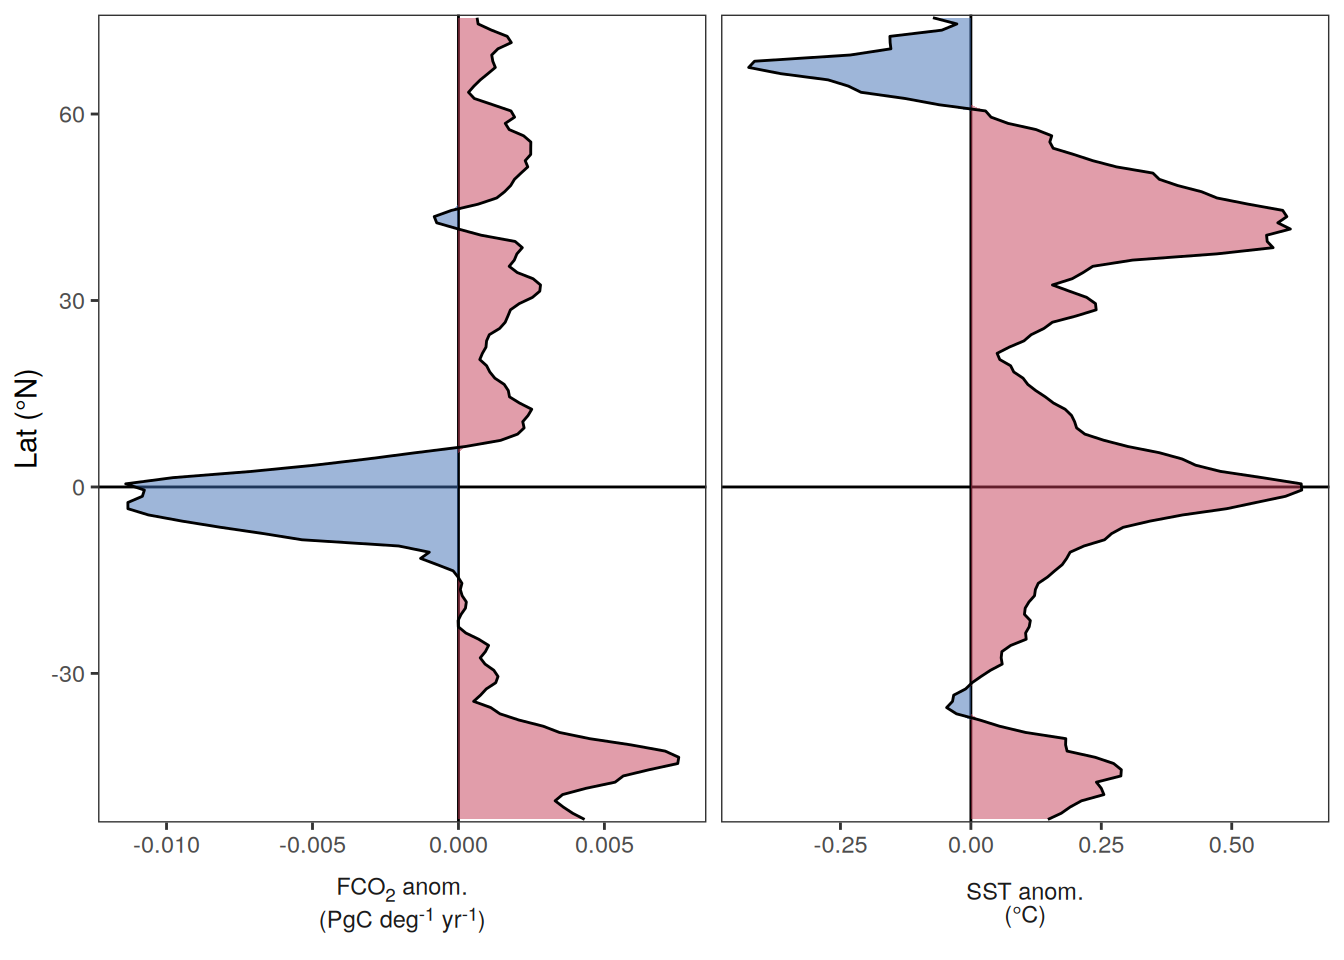 Lat (°N)
60
30
0
-30
-0.010 -0.005 0.000 0.005
-0.25 0.00 0.25 0.50
FCO₂ anom.
(PgC deg⁻¹ yr⁻¹)
SST anom.
(°C)